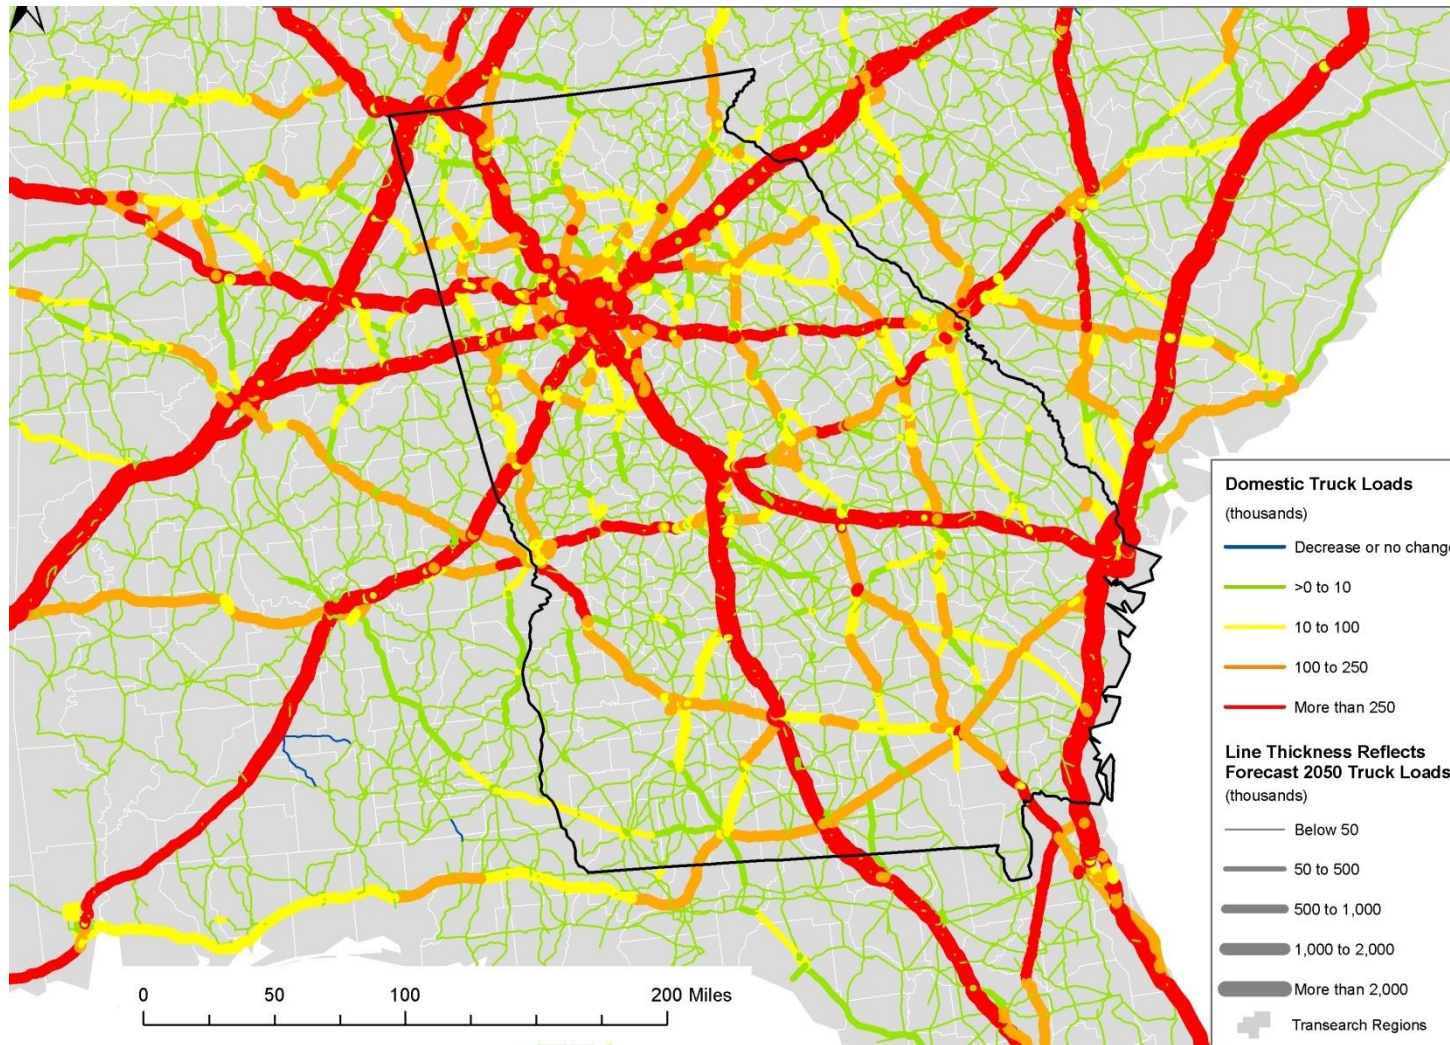 Domestic Truck Loads
(thousands)
Decrease or no change
>0 to 10
10 to 100
100 to 250
More than 250
Line Thickness Reflects
Forecast 2050 Truck Loads
(thousands)
Below 50
50 to 500
500 to 1,000
1,000 to 2,000
More than 2,000
Transearch Regions
0 50 100 200 Miles